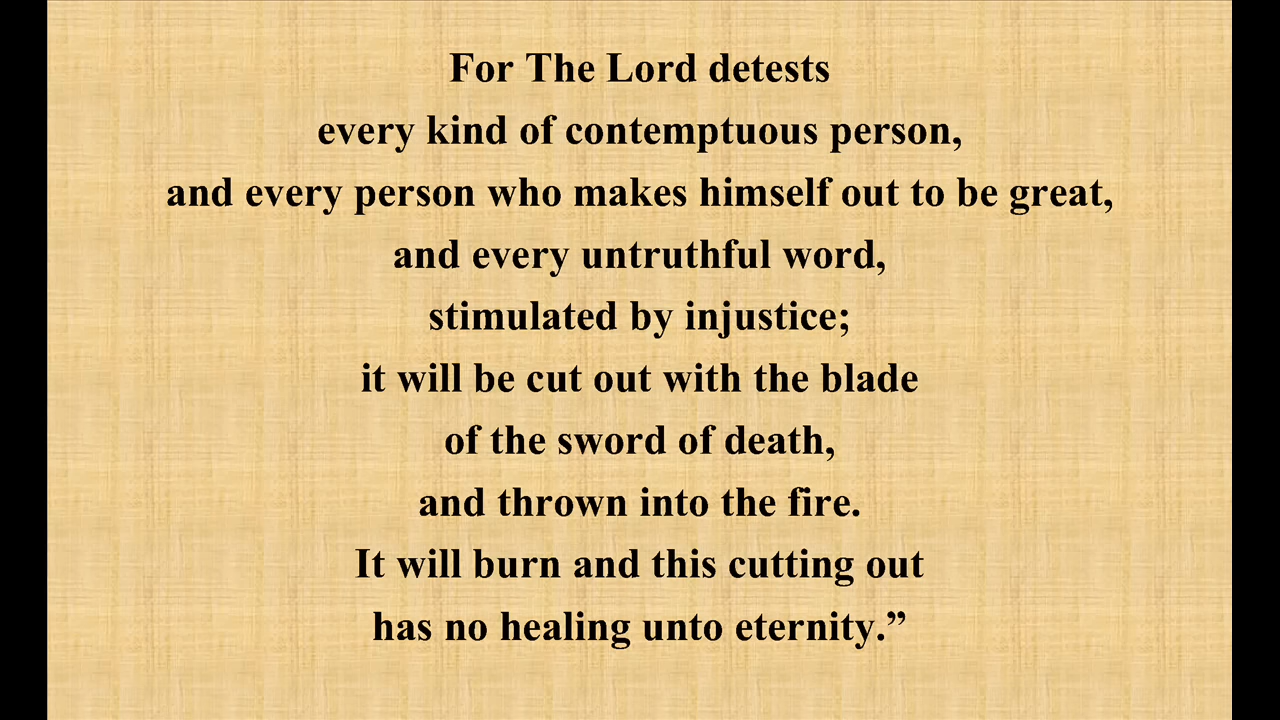 For The Lord detests
every kind of contemptuous person,
and every person who makes himself out to be great,
and every untruthful word,
stimulated by injustice;
it will be cut out with the blade
of the sword of death,
and thrown into the fire.
It will burn and this cutting out
has no healing unto eternity.”